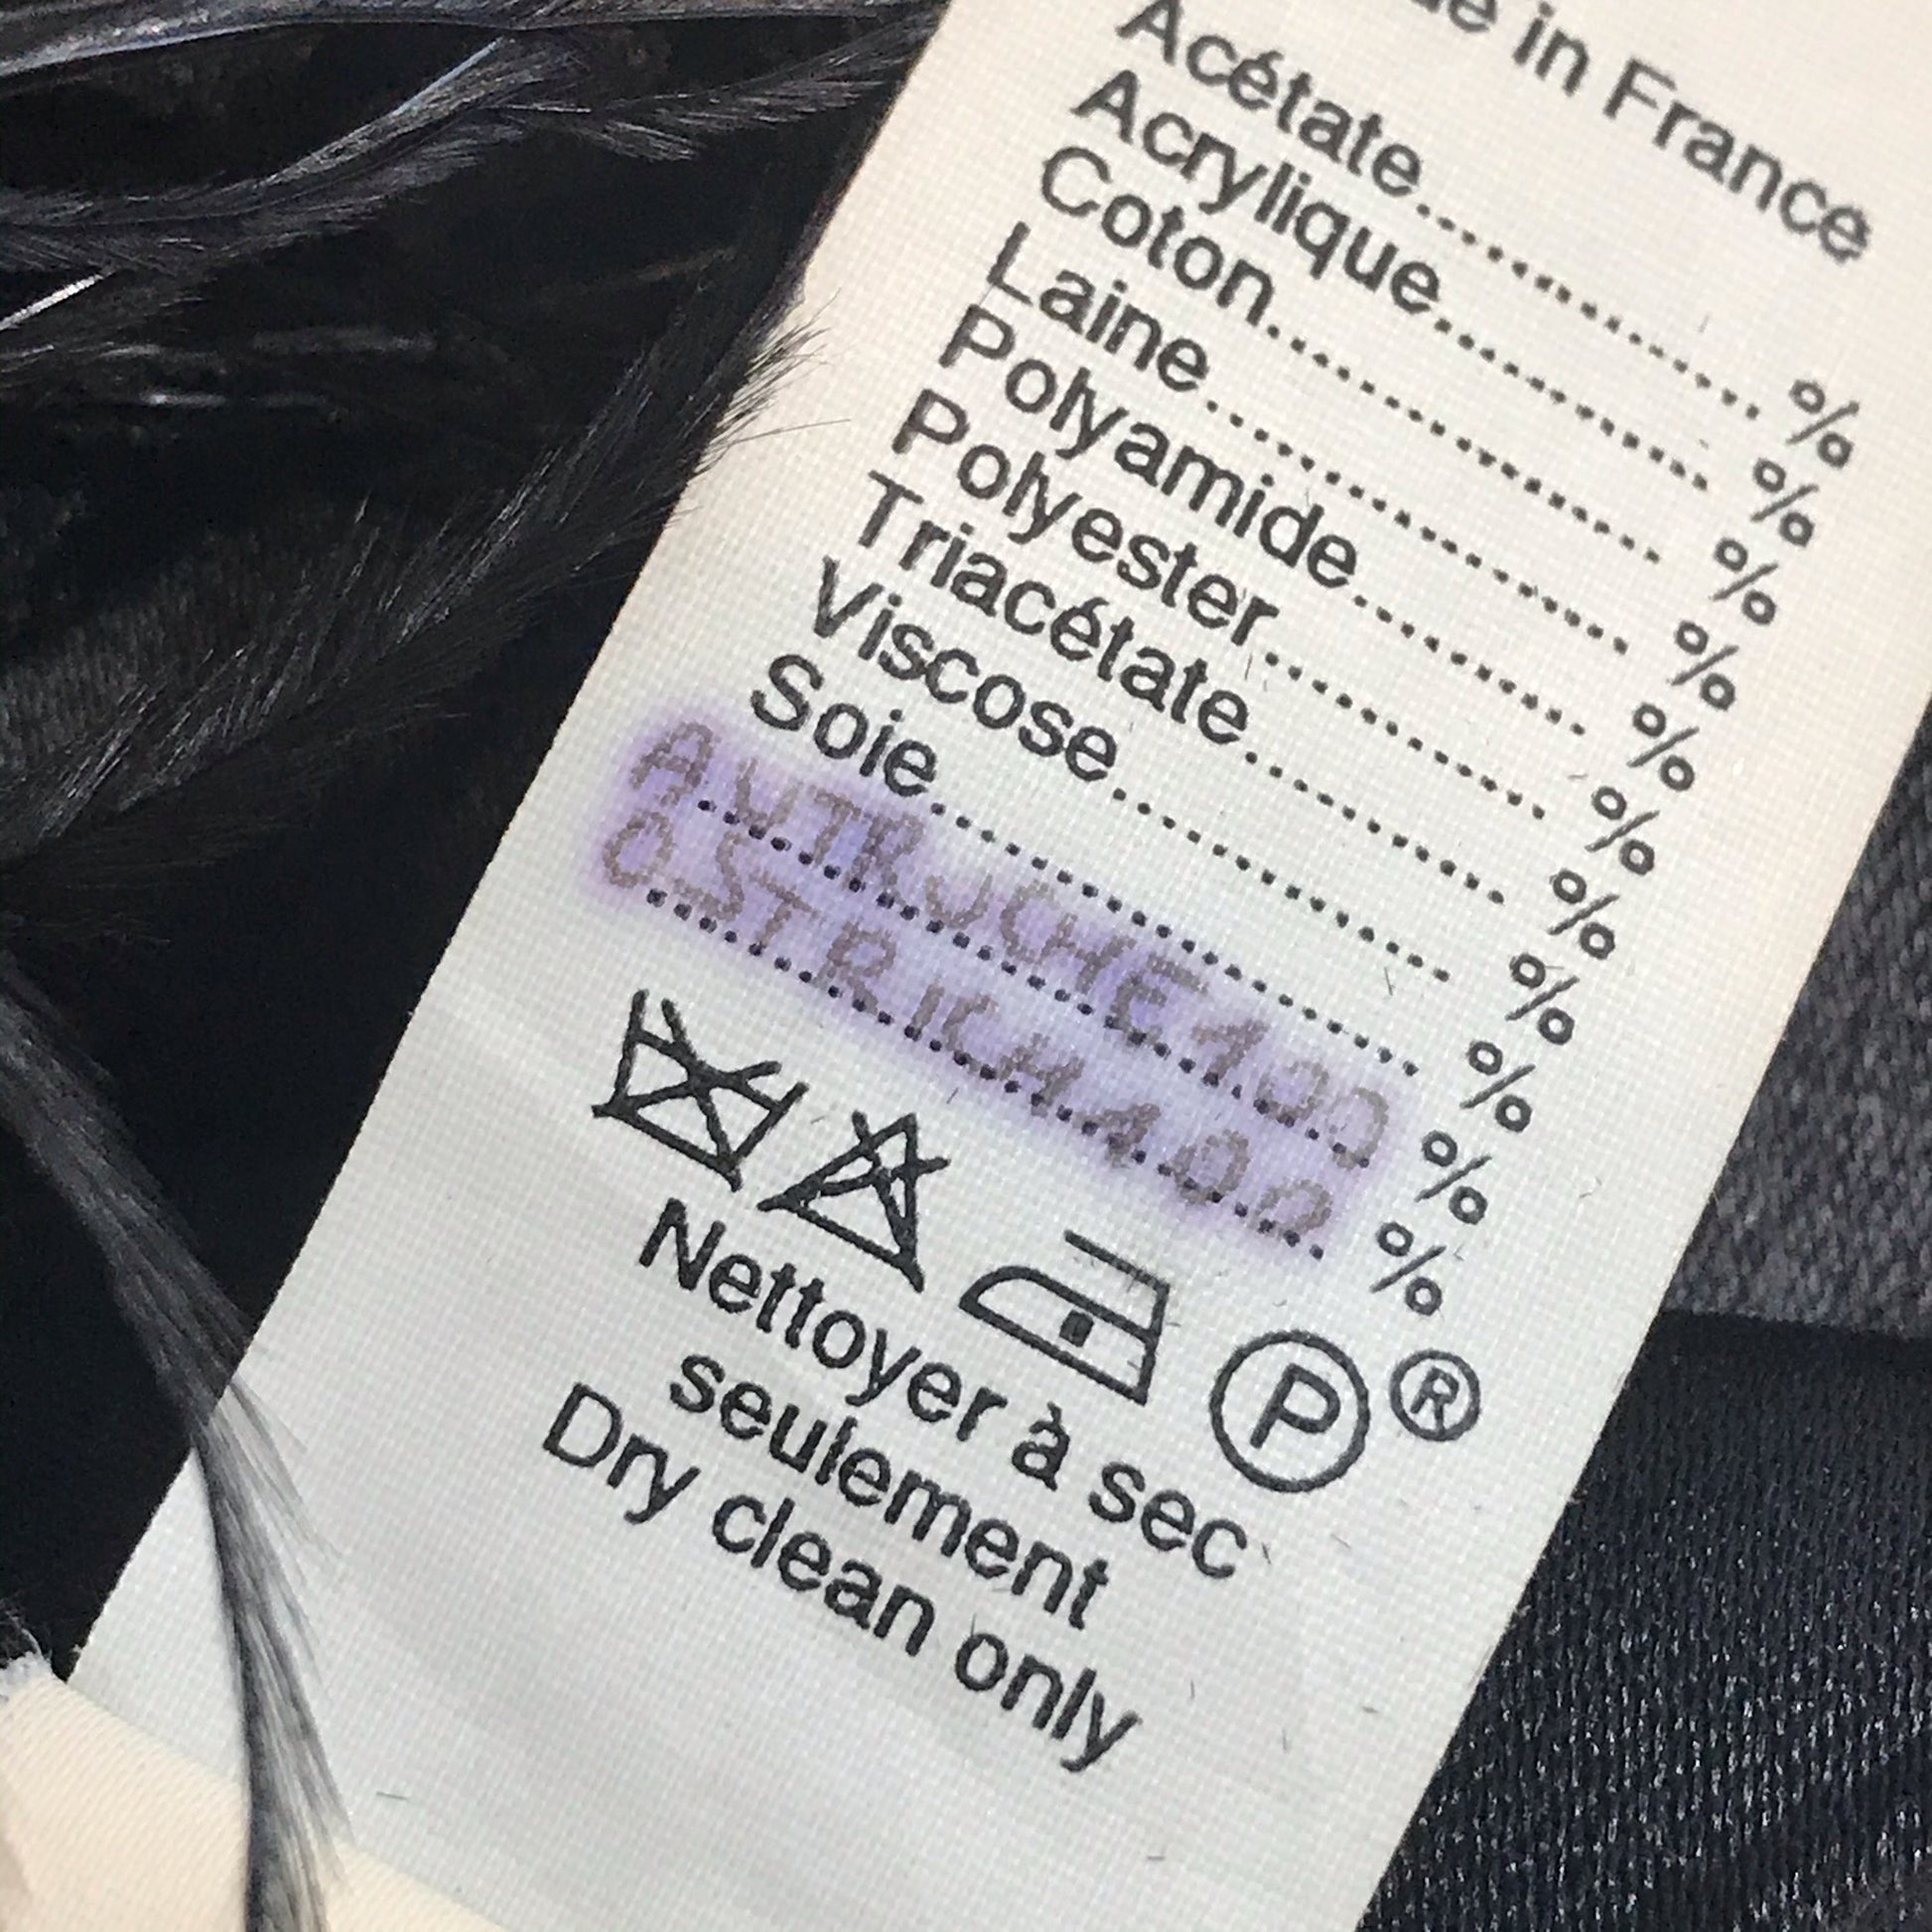 in France
Acétate.................... %
Acrylique.................. %
Coton...................... %
Laine...................... %
Polyamide.................. %
Polyester.................. %
Triacétate................. %
Viscose.................... %
Soie....................... %
AUTRUCHE 100 %
OSTRICH 100 %
P ®
Nettoyer à sec
seulement
Dry clean only